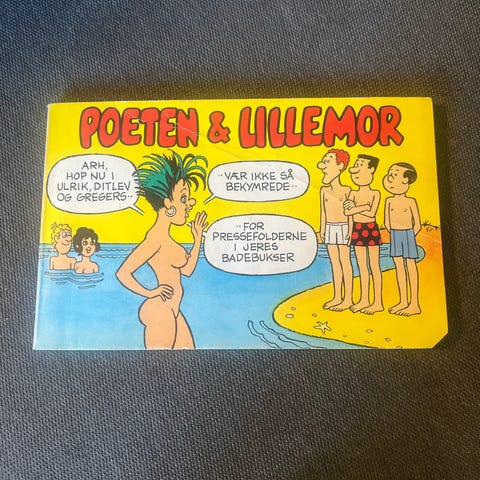 POETEN & LILLEMOR
ARH,
HOP NU I
ULRIK, DITLEV
OG GREGERS..
..VÆR IKKE SÅ
BEKYMREDE..
..FOR
PRESSEFOLDERNE
I JERES
BADEBUKSER